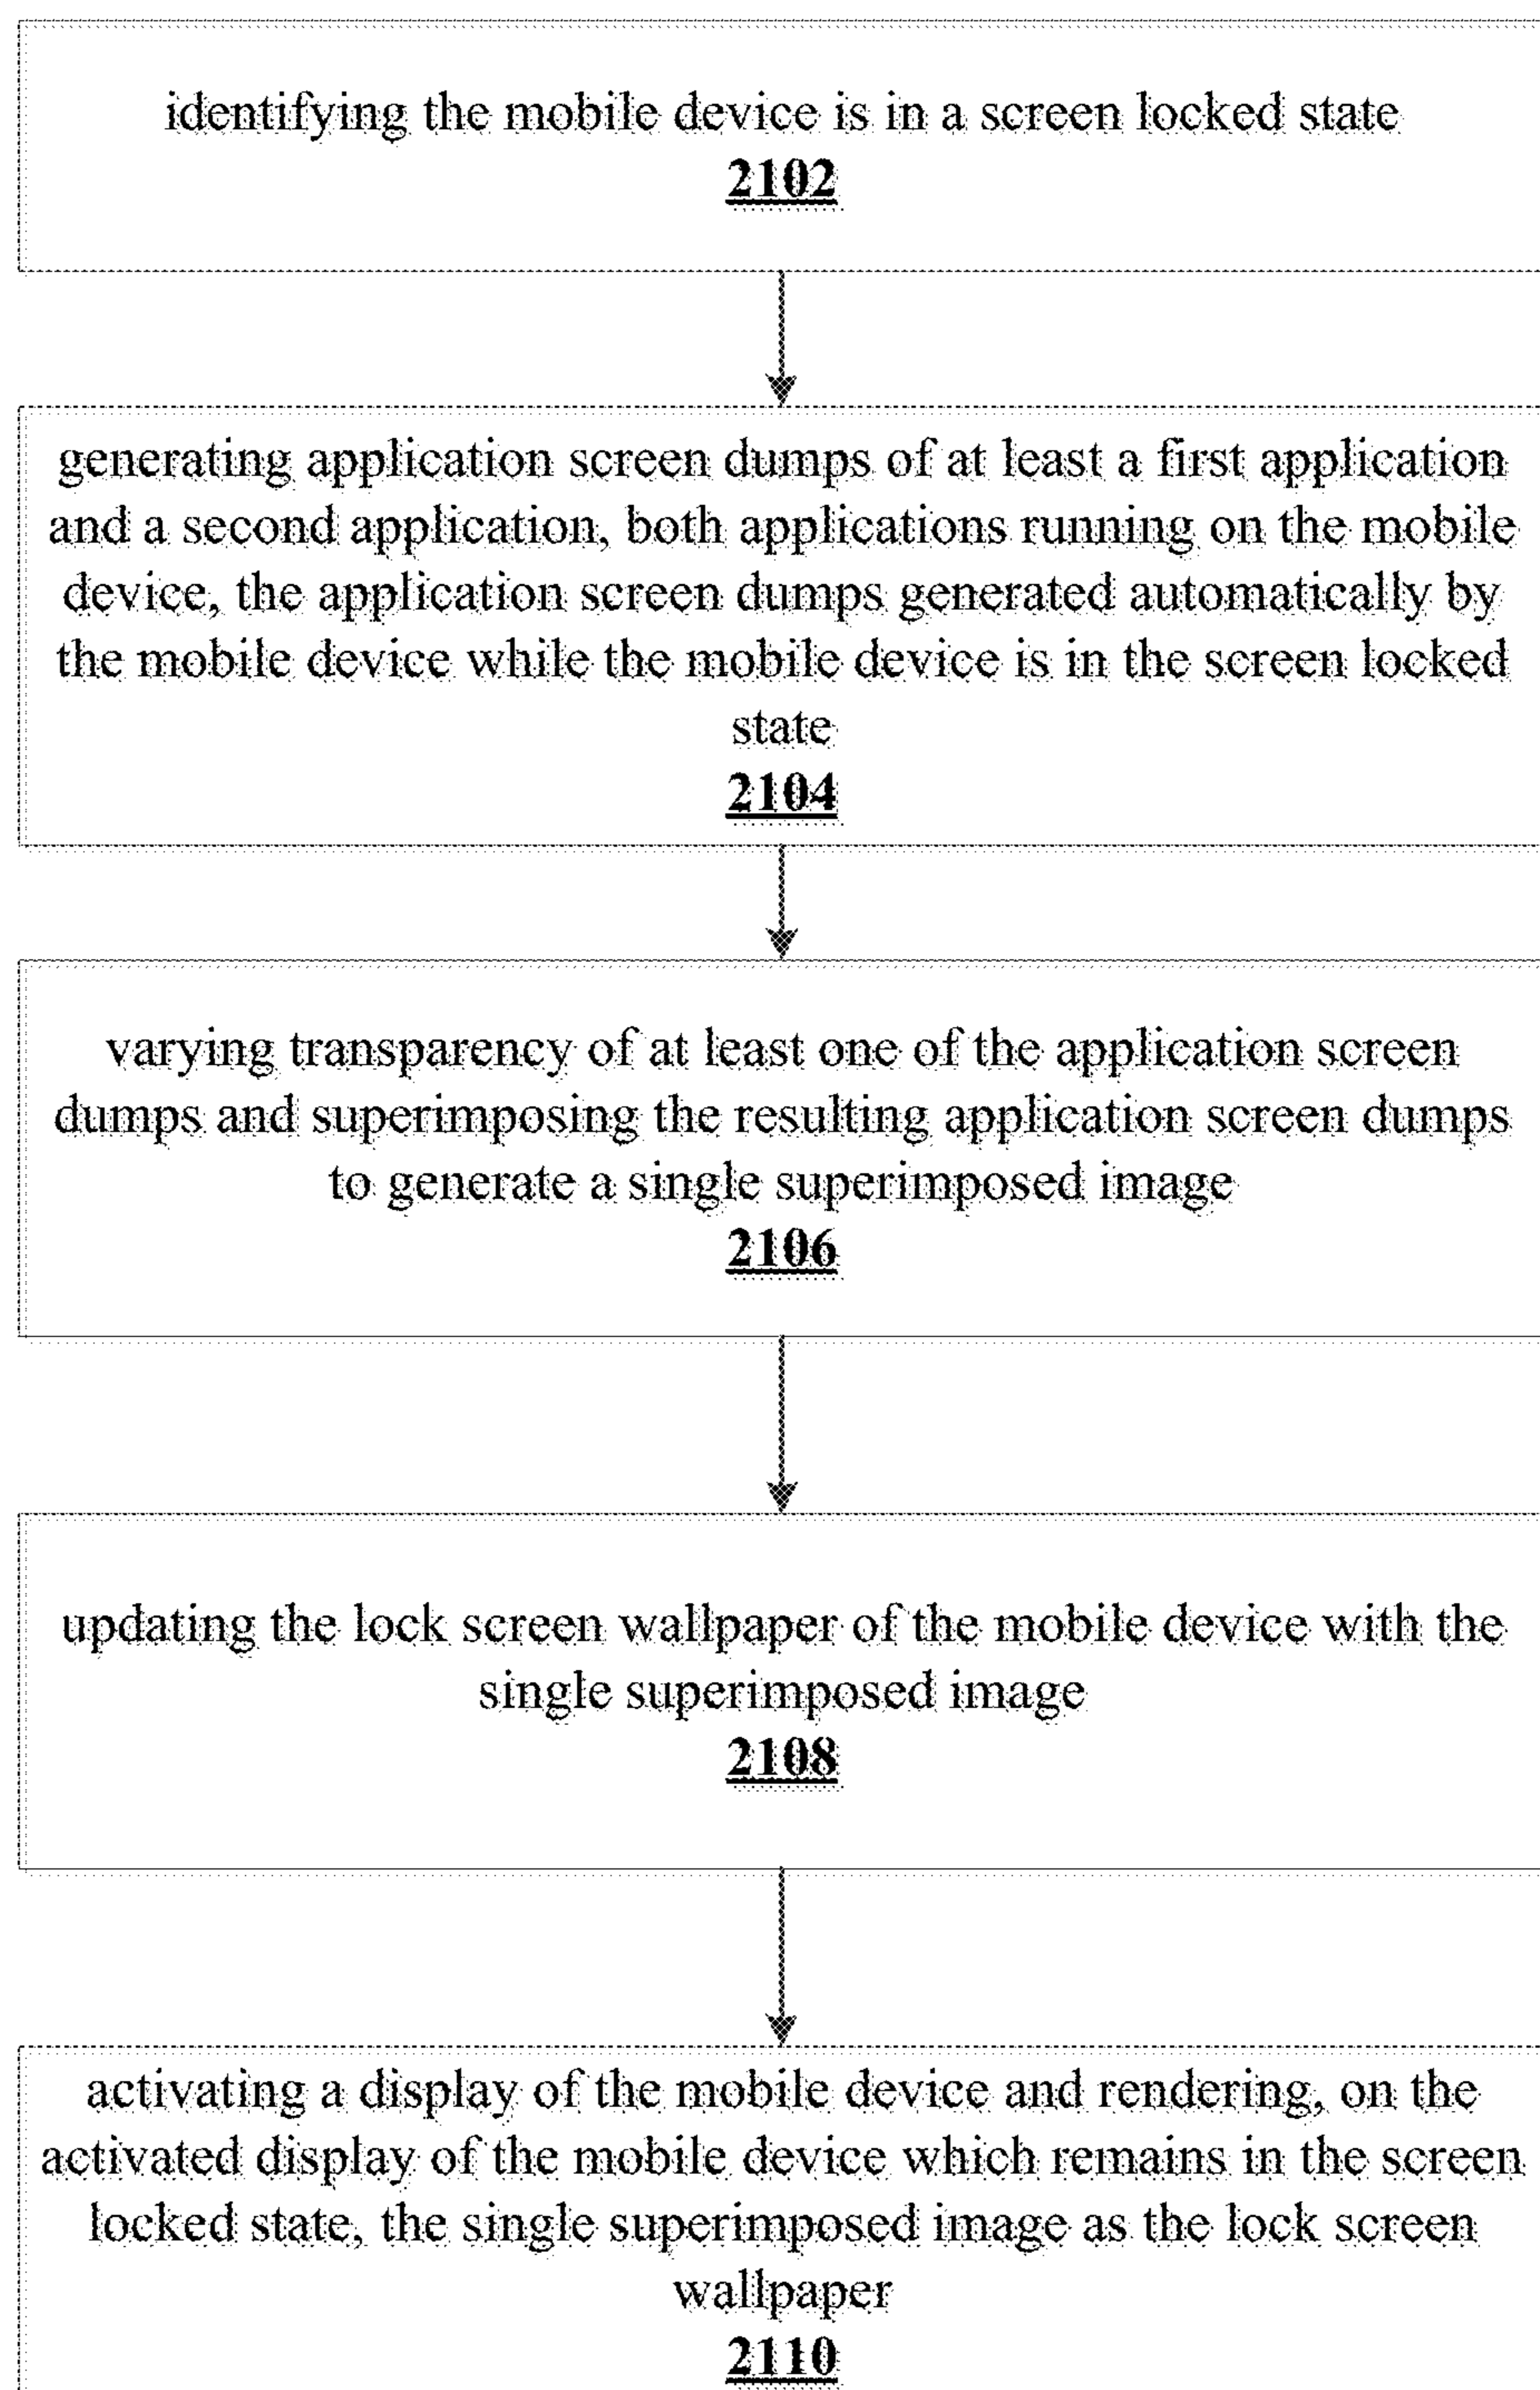 identifying the mobile device is in a screen locked state
2102
generating application screen dumps of at least a first application
and a second application, both applications running on the mobile
device, the application screen dumps generated automatically by
the mobile device while the mobile device is in the screen locked
state
2104
varying transparency of at least one of the application screen
dumps and superimposing the resulting application screen dumps
to generate a single superimposed image
2106
updating the lock screen wallpaper of the mobile device with the
single superimposed image
2108
activating a display of the mobile device and rendering, on the
activated display of the mobile device which remains in the screen
locked state, the single superimposed image as the lock screen
wallpaper
2110